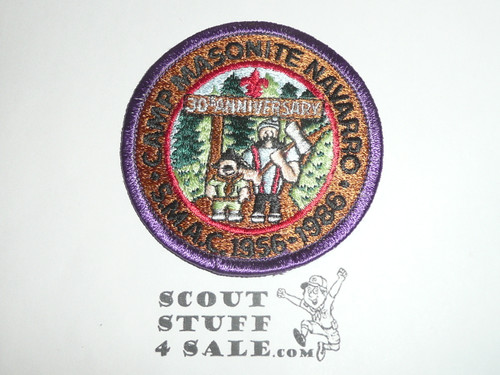 CAMP MASONITE NAVARRO
30TH ANNIVERSARY
S.M.A.C. 1956-1986
SCOUT
STUFF
4 SALE.com